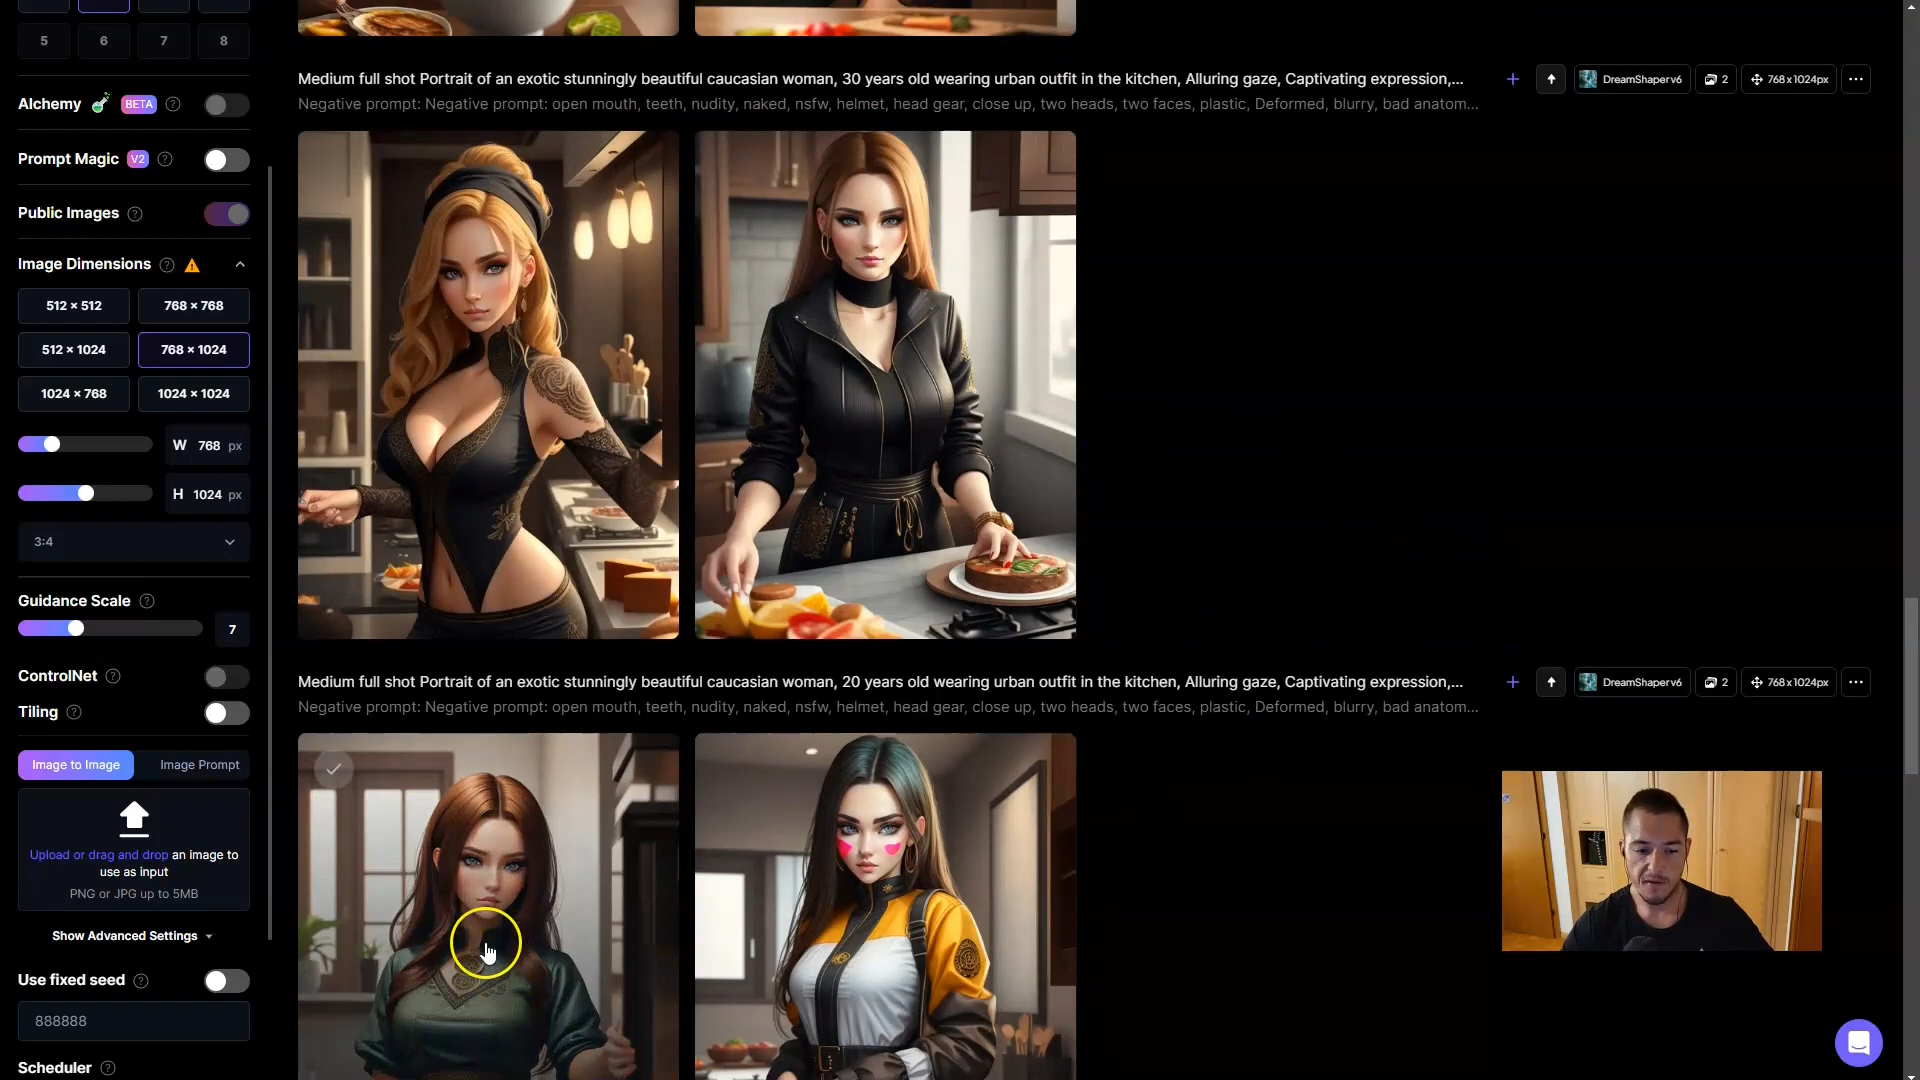 5 6 7 8
Alchemy BETA ?
Prompt Magic V2 ?
Public Images ?
Image Dimensions ?
512 × 512 768 × 768
512 × 1024 768 × 1024
1024 × 768 1024 × 1024
W 768 px
H 1024 px
3:4
Guidance Scale ?
7
ControlNet ?
Tiling ?
Image to Image Image Prompt
Upload or drag and drop an image to
use as input
PNG or JPG up to 5MB
Show Advanced Settings
Use fixed seed ?
888888
Scheduler ?
Medium full shot Portrait of an exotic stunningly beautiful caucasian woman, 30 years old wearing urban outfit in the kitchen, Alluring gaze, Captivating expression,... DreamShaper v6 2 768 x 1024px
Negative prompt: Negative prompt: open mouth, teeth, nudity, naked, nsfw, helmet, head gear, close up, two heads, two faces, plastic, Deformed, blurry, bad anatom...
Medium full shot Portrait of an exotic stunningly beautiful caucasian woman, 20 years old wearing urban outfit in the kitchen, Alluring gaze, Captivating expression,... DreamShaper v6 2 768 x 1024px
Negative prompt: Negative prompt: open mouth, teeth, nudity, naked, nsfw, helmet, head gear, close up, two heads, two faces, plastic, Deformed, blurry, bad anatom...